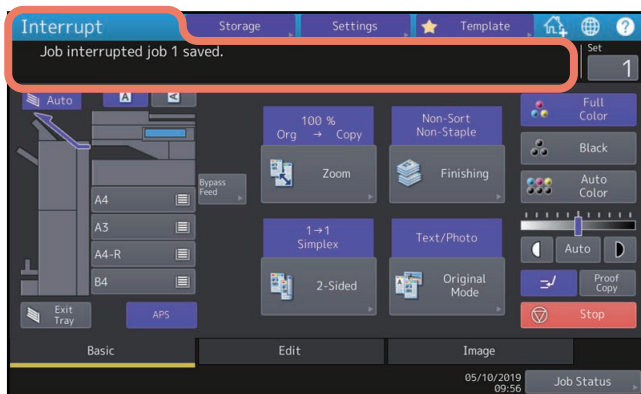 Interrupt
Storage
Settings
Template
?
Job interrupted job 1 saved.
Set
1
Auto
A
A
100 %
Org → Copy
Non-Sort
Non-Staple
Full
Color
Black
Zoom
Finishing
Bypass
Feed
Auto
Color
A4
A3
A4-R
B4
1→1
Simplex
Text/Photo
Auto
2-Sided
Original
Mode
Proof
Copy
Exit
Tray
APS
Stop
Basic
Edit
Image
05/10/2019
09:56
Job Status